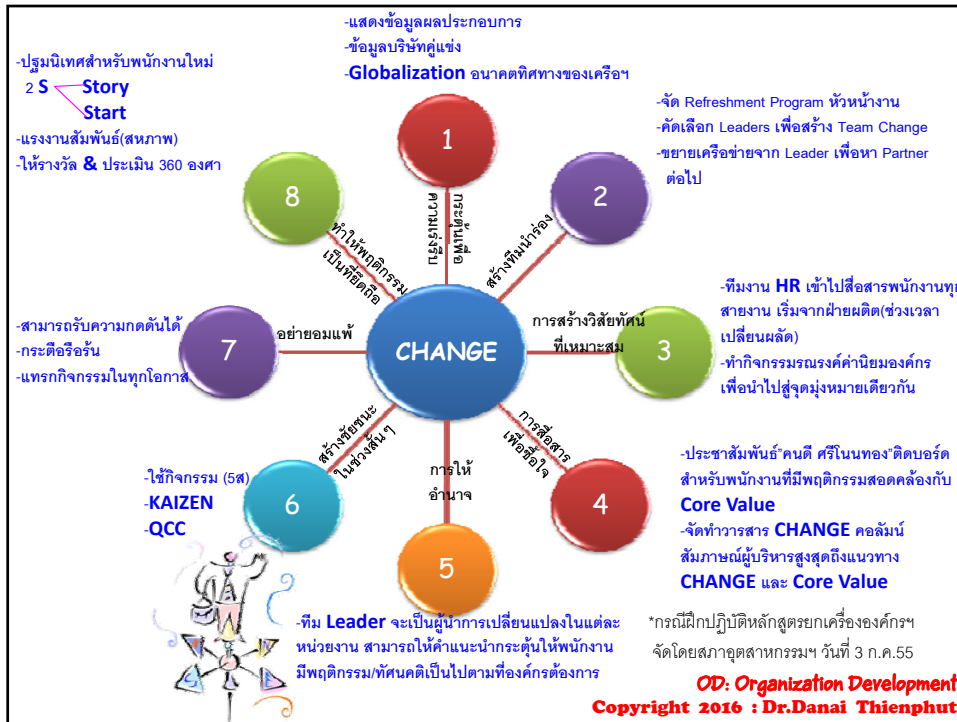 -แสดงข้อมูลผลประกอบการ
-ข้อมูลบริษัทคู่แข่ง
-Globalization อนาคตทิศทางของเครือฯ
1
กระตุ้นเพื่อ
ความเร่งรีบ
-จัด Refreshment Program หัวหน้างาน
-คัดเลือก Leaders เพื่อสร้าง Team Change
-ขยายเครือข่ายจาก Leader เพื่อหา Partner
ต่อไป
2
สร้างทีมนำร่อง
-ทีมงาน HR เข้าไปสื่อสารพนักงานทุก
สายงาน เริ่มจากฝ่ายผลิต(ช่วงเวลา
เปลี่ยนผลัด)
-ทำกิจกรรมรณรงค์ค่านิยมองค์กร
เพื่อนำไปสู่จุดมุ่งหมายเดียวกัน
3
การสร้างวิสัยทัศน์
ที่เหมาะสม
-ประชาสัมพันธ์"คนดี ศรีโนนทอง"ติดบอร์ด
สำหรับพนักงานที่มีพฤติกรรมสอดคล้องกับ
Core Value
-จัดทำวารสาร CHANGE คอลัมน์
สัมภาษณ์ผู้บริหารสูงสุดถึงแนวทาง
CHANGE และ Core Value
4
การสื่อสาร
เพื่อซื้อใจ
5
การให้
อำนาจ
-ทีม Leader จะเป็นผู้นำการเปลี่ยนแปลงในแต่ละ
หน่วยงาน สามารถให้คำแนะนำกระตุ้นให้พนักงาน
มีพฤติกรรม/ทัศนคติเป็นไปตามที่องค์กรต้องการ
6
สร้างชัยชนะ
ในช่วงสั้นๆ
-ใช้กิจกรรม (5ส)
-KAIZEN
-QCC
7
อย่ายอมแพ้
-สามารถรับความกดดันได้
-กระตือรือร้น
-แทรกกิจกรรมในทุกโอกาส
8
ทำให้พฤติกรรม
เป็นที่ยึดถือ
-ปฐมนิเทศสำหรับพนักงานใหม่
2 S Story
Start
-แรงงานสัมพันธ์(สหภาพ)
-ให้รางวัล & ประเมิน 360 องศา
CHANGE
*กรณีฝึกปฏิบัติหลักสูตรยกเครื่ององค์กรฯ
จัดโดยสภาอุตสาหกรรมฯ วันที่ 3 ก.ค.55
OD: Organization Development
Copyright 2016 : Dr.Danai Thienphut